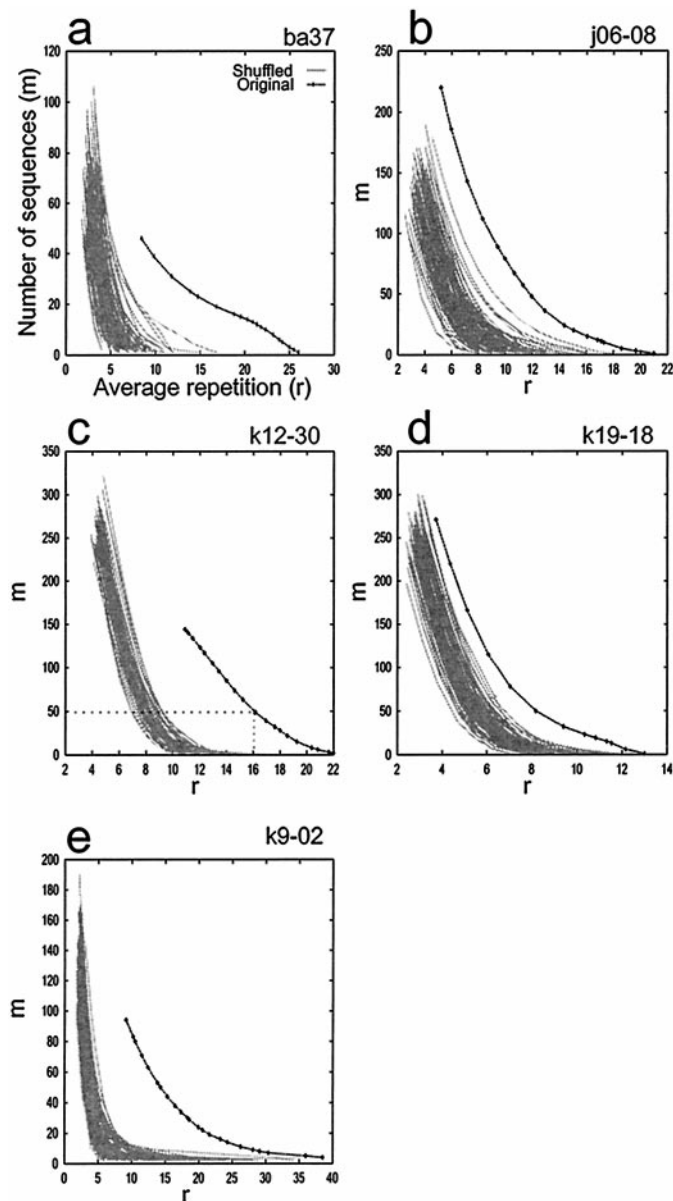 a ba37
Number of sequences (m)
120
100
80
60
40
20
0
Shuffled
Original
0 5 10 15 20 25 30
Average repetition (r)
b j06-08
m
250
200
150
100
50
0
2 4 6 8 10 12 14 16 18 20 22
r
c k12-30
m
350
300
250
200
150
100
50
0
2 4 6 8 10 12 14 16 18 20 22
r
d k19-18
m
350
300
250
200
150
100
50
0
2 4 6 8 10 12 14
r
e k9-02
m
200
180
160
140
120
100
80
60
40
20
0
0 5 10 15 20 25 30 35 40
r